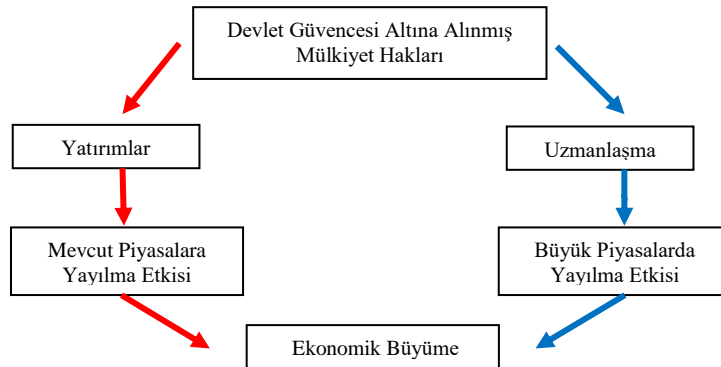 Devlet Güvencesi Altına Alınmış
Mülkiyet Hakları
Yatırımlar
Uzmanlaşma
Mevcut Piyasalara
Yayılma Etkisi
Büyük Piyasalarda
Yayılma Etkisi
Ekonomik Büyüme